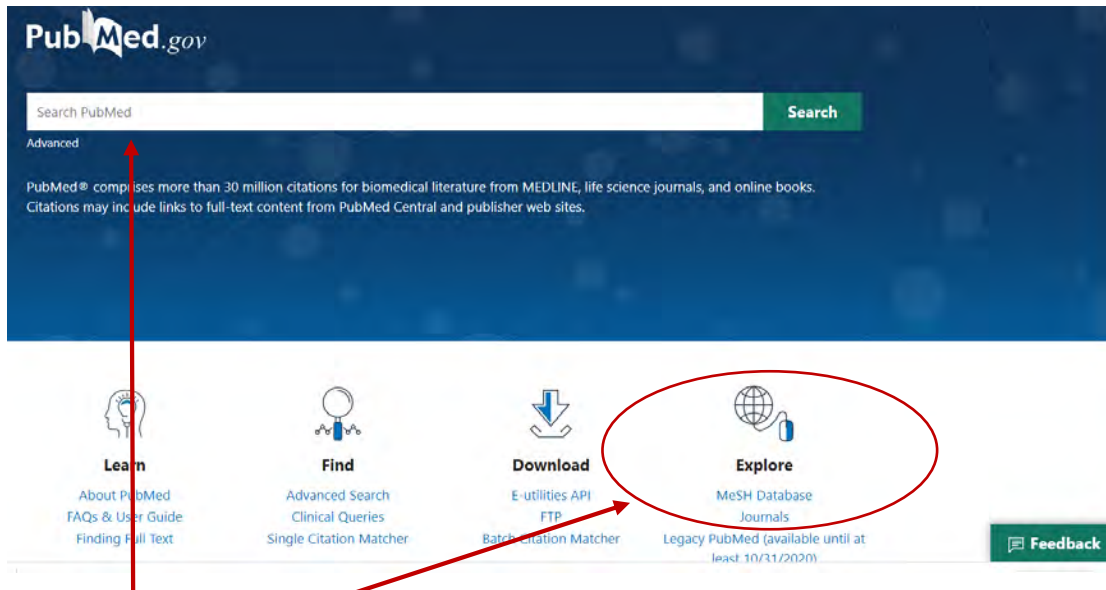 PubMed.gov
Search PubMed
Search
Advanced
PubMed® comprises more than 30 million citations for biomedical literature from MEDLINE, life science journals, and online books.
Citations may include links to full-text content from PubMed Central and publisher web sites.
Learn
About PubMed
FAQs & User Guide
Finding Full Text
Find
Advanced Search
Clinical Queries
Single Citation Matcher
Download
E-utilities API
FTP
Batch Citation Matcher
Explore
MeSH Database
Journals
Legacy PubMed (available until at
least 10/31/2020)
Feedback